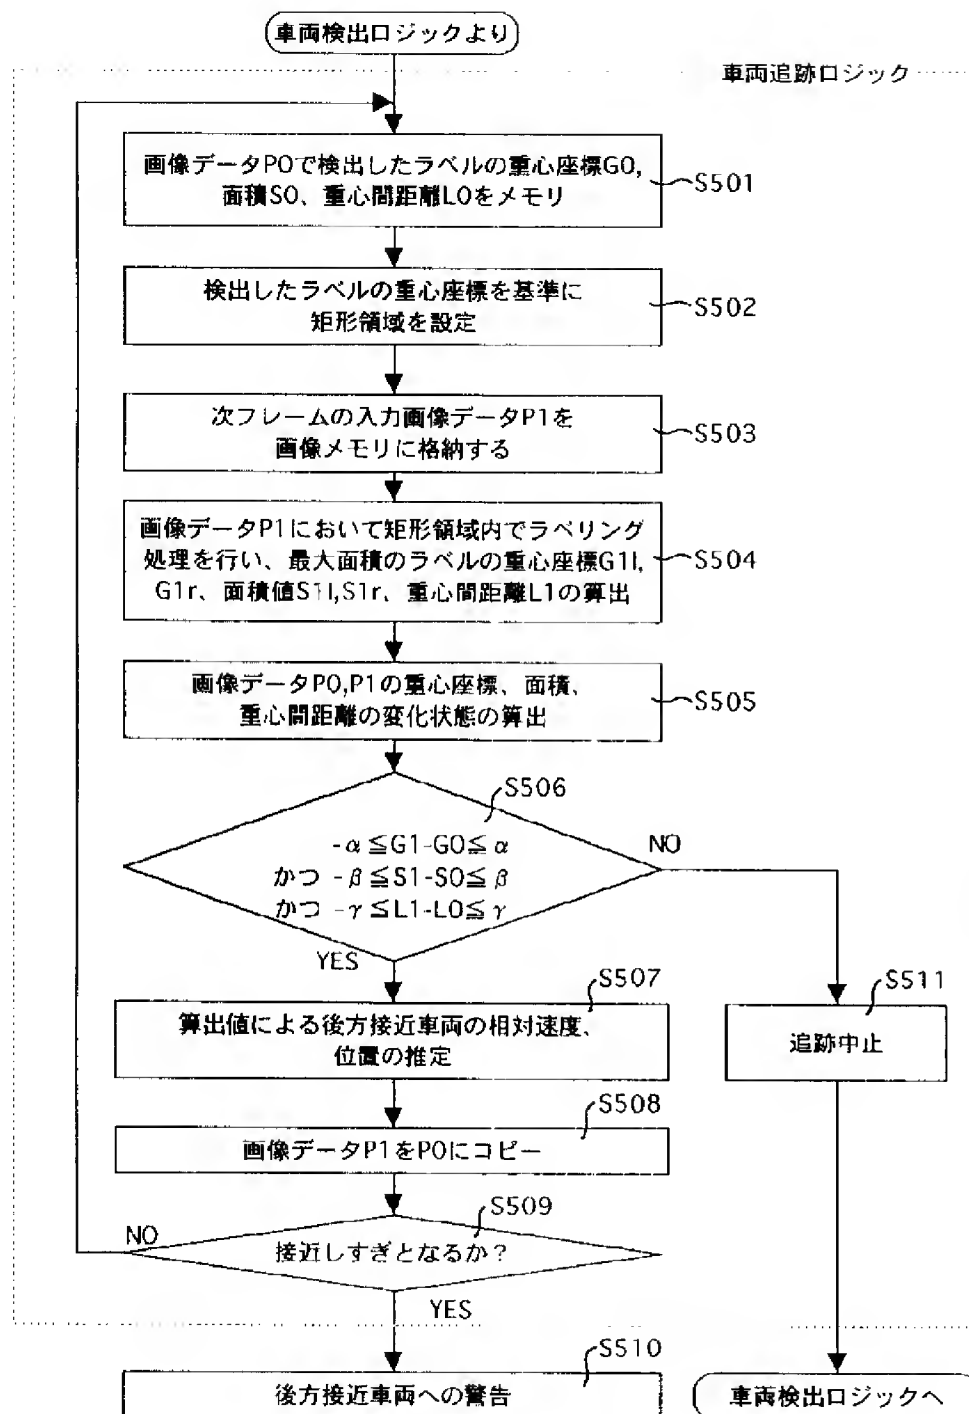 車両検出ロジックより
車両追跡ロジック
画像データP0で検出したラベルの重心座標G0,
面積S0、重心間距離L0をメモリ
S501
検出したラベルの重心座標を基準に
矩形領域を設定
S502
次フレームの入力画像データP1を
画像メモリに格納する
S503
画像データP1において矩形領域内でラベリング
処理を行い、最大面積のラベルの重心座標G1l,
G1r、面積値S1l,S1r、重心間距離L1の算出
S504
画像データP0,P1の重心座標、面積、
重心間距離の変化状態の算出
S505
S506
-α≦G1-G0≦α
かつ -β≦S1-S0≦β
かつ -γ≦L1-L0≦γ
NO
YES
S507
算出値による後方接近車両の相対速度、
位置の推定
S511
追跡中止
S508
画像データP1をP0にコピー
S509
接近しすぎとなるか？
NO
YES
S510
後方接近車両への警告
車両検出ロジックへ